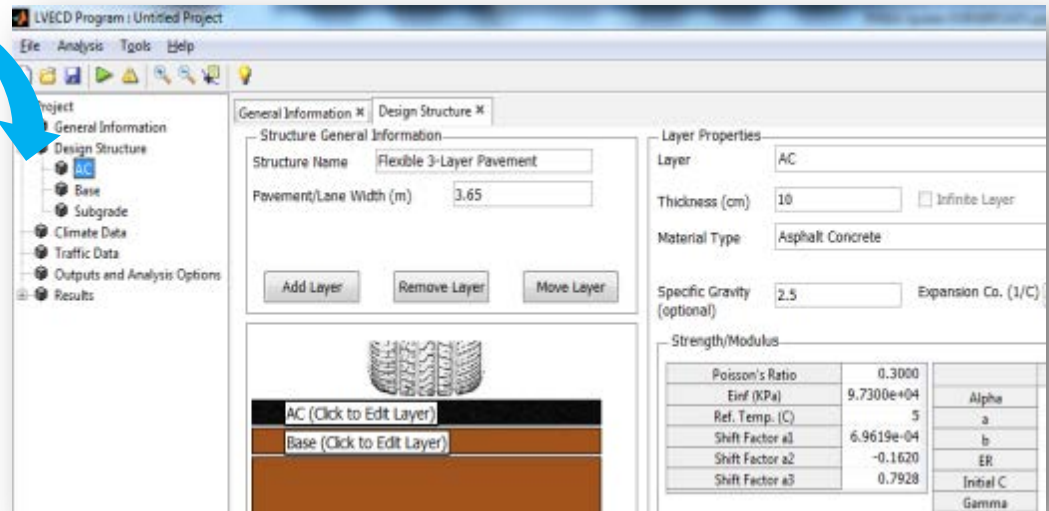 LVECD Program : Untitled Project
File Analysis Tools Help
Project
General Information
Design Structure
AC
Base
Subgrade
Climate Data
Traffic Data
Outputs and Analysis Options
Results
General Information Design Structure
Structure General Information
Structure Name Flexible 3-Layer Pavement
Pavement/Lane Width (m) 3.65
Add Layer Remove Layer Move Layer
AC (Click to Edit Layer)
Base (Click to Edit Layer)
Layer Properties
Layer AC
Thickness (cm) 10 Infinite Layer
Material Type Asphalt Concrete
Specific Gravity 2.5 Expansion Co. (1/C)
(optional)
Strength/Modulus
Poisson's Ratio 0.3000
Einf (KPa) 9.7300e+04 Alpha
Ref. Temp. (C) 5 a
Shift Factor a1 6.9619e-04 b
Shift Factor a2 -0.1620 ER
Shift Factor a3 0.7928 Initial C
Gamma